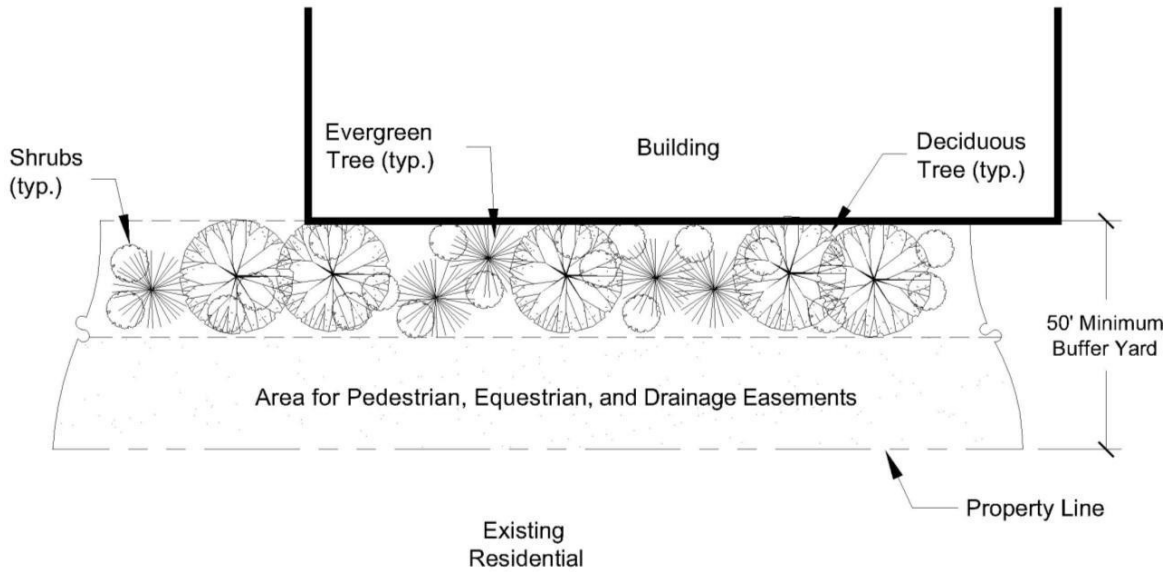 Evergreen
Tree (typ.)
Building
Deciduous
Tree (typ.)
Shrubs
(typ.)
50' Minimum
Buffer Yard
Area for Pedestrian, Equestrian, and Drainage Easements
Property Line
Existing
Residential